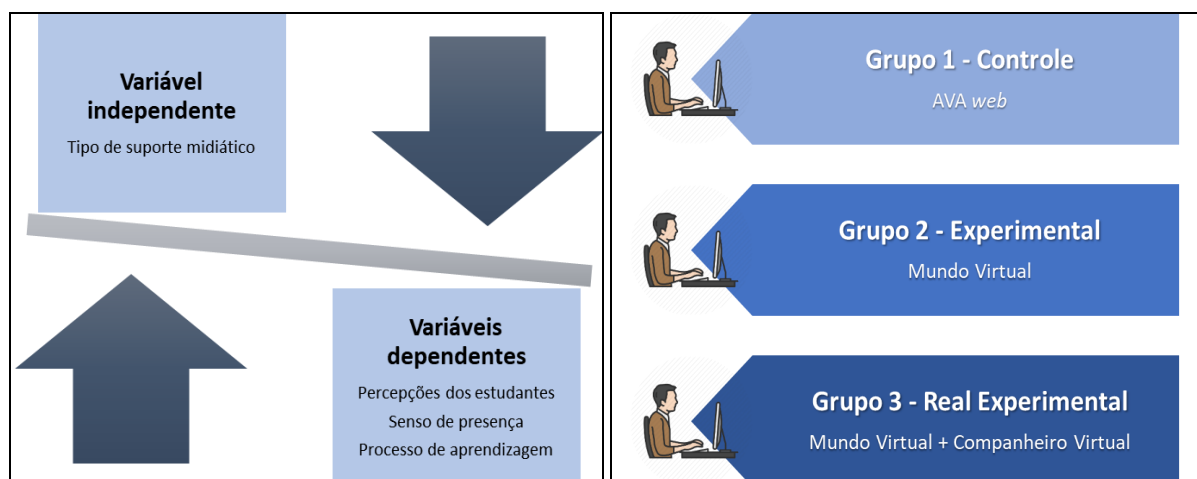 Variável
independente
Tipo de suporte midiático
Variáveis
dependentes
Percepções dos estudantes
Senso de presença
Processo de aprendizagem
Grupo 1 - Controle
AVA web
Grupo 2 - Experimental
Mundo Virtual
Grupo 3 - Real Experimental
Mundo Virtual + Companheiro Virtual